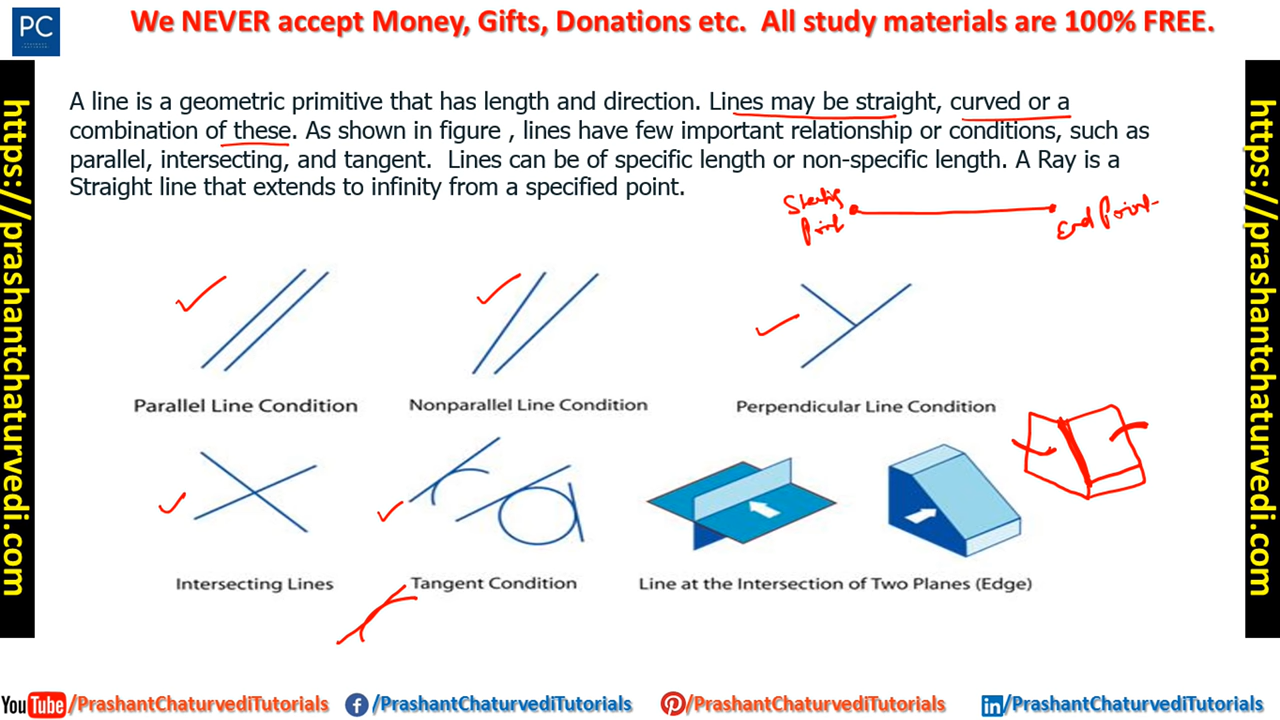 PC
We NEVER accept Money, Gifts, Donations etc. All study materials are 100% FREE.
https://prashantchaturvedi.com
https://prashantchaturvedi.com
A line is a geometric primitive that has length and direction. Lines may be straight, curved or a
combination of these. As shown in figure , lines have few important relationship or conditions, such as
parallel, intersecting, and tangent. Lines can be of specific length or non-specific length. A Ray is a
Straight line that extends to infinity from a specified point.
Starting
Point
End Point
Parallel Line Condition
Nonparallel Line Condition
Perpendicular Line Condition
Intersecting Lines
Tangent Condition
Line at the Intersection of Two Planes (Edge)
YouTube/PrashantChaturvediTutorials
f/PrashantChaturvediTutorials
/PrashantChaturvediTutorials
in/PrashantChaturvediTutorials